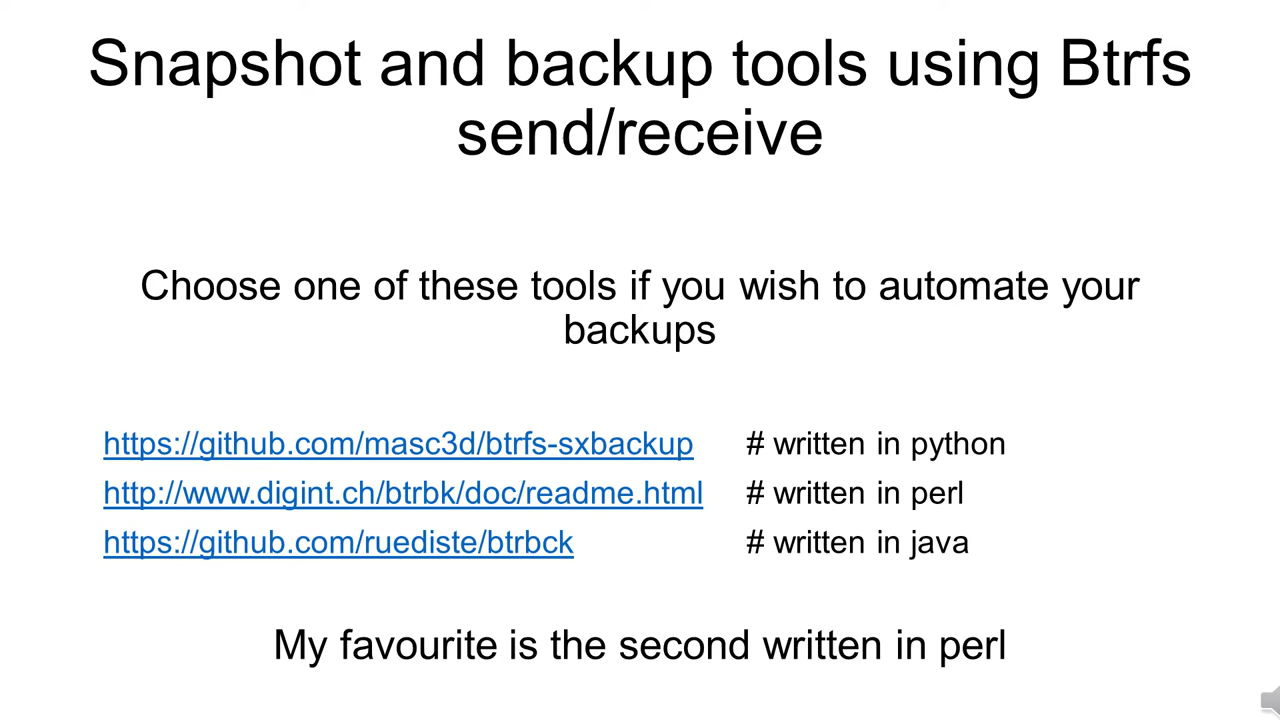 Snapshot and backup tools using Btrfs
send/receive
Choose one of these tools if you wish to automate your
backups
https://github.com/masc3d/btrfs-sxbackup # written in python
http://www.digint.ch/btrbk/doc/readme.html # written in perl
https://github.com/ruediste/btrbck # written in java
My favourite is the second written in perl